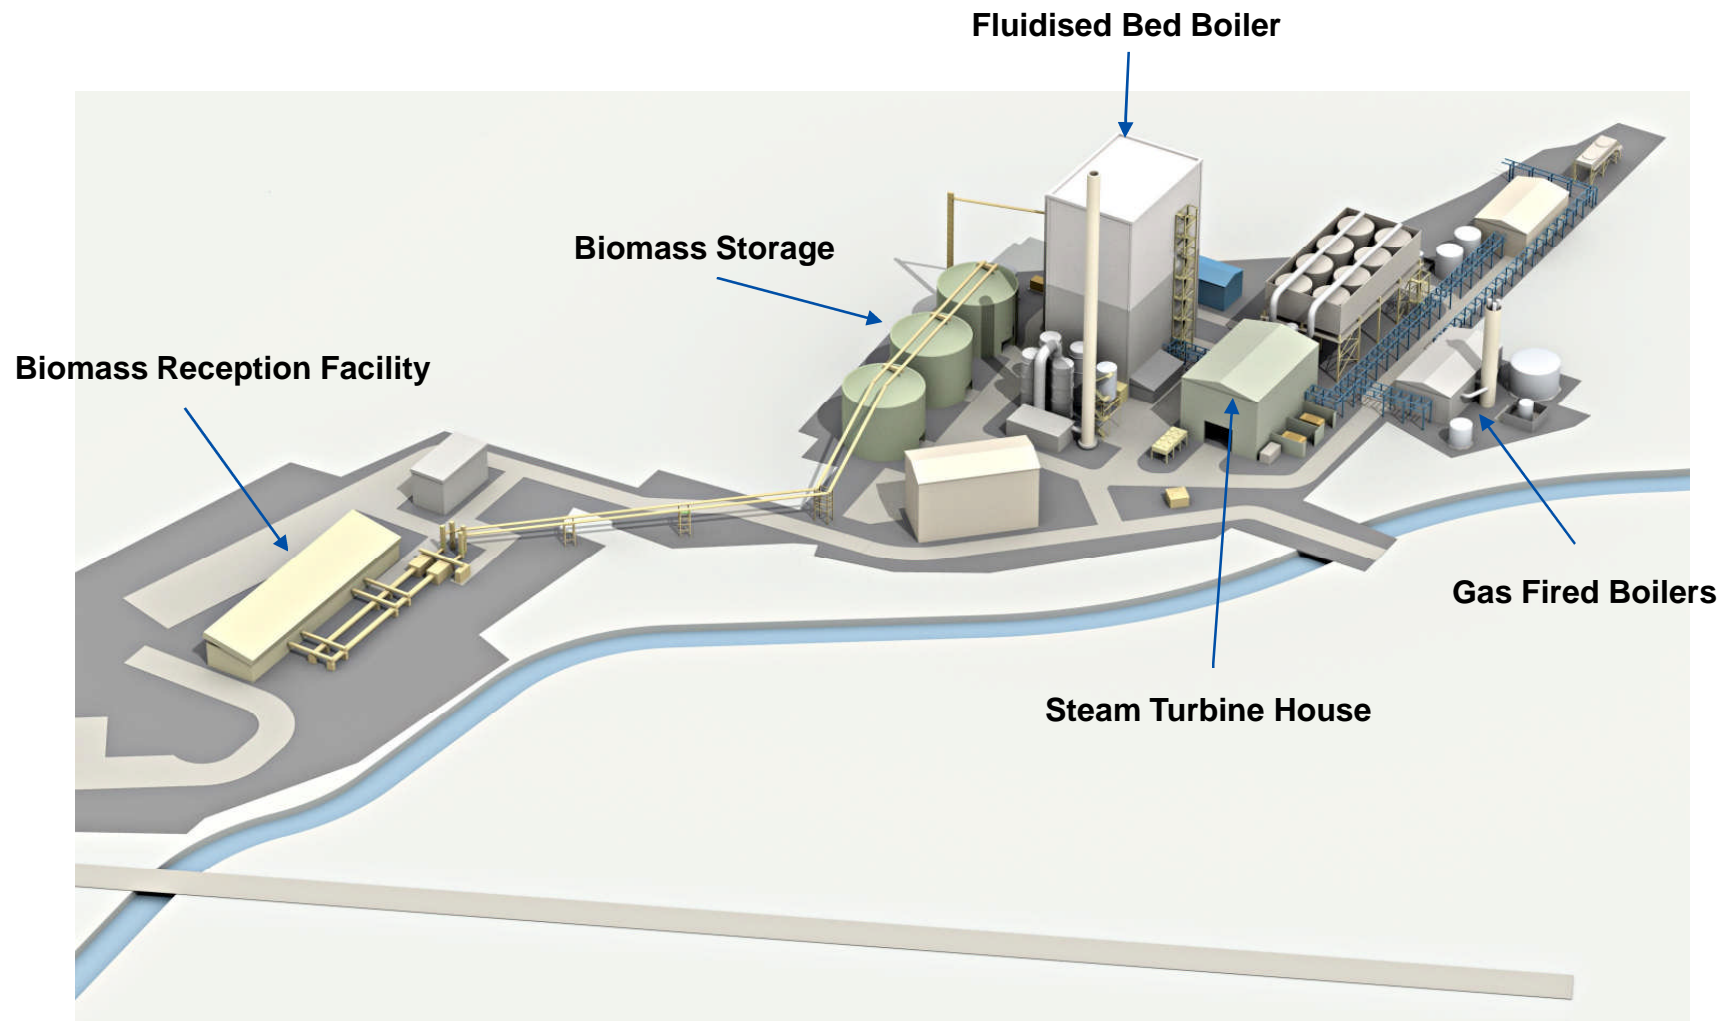 Fluidised Bed Boiler
Biomass Storage
Biomass Reception Facility
Gas Fired Boilers
Steam Turbine House